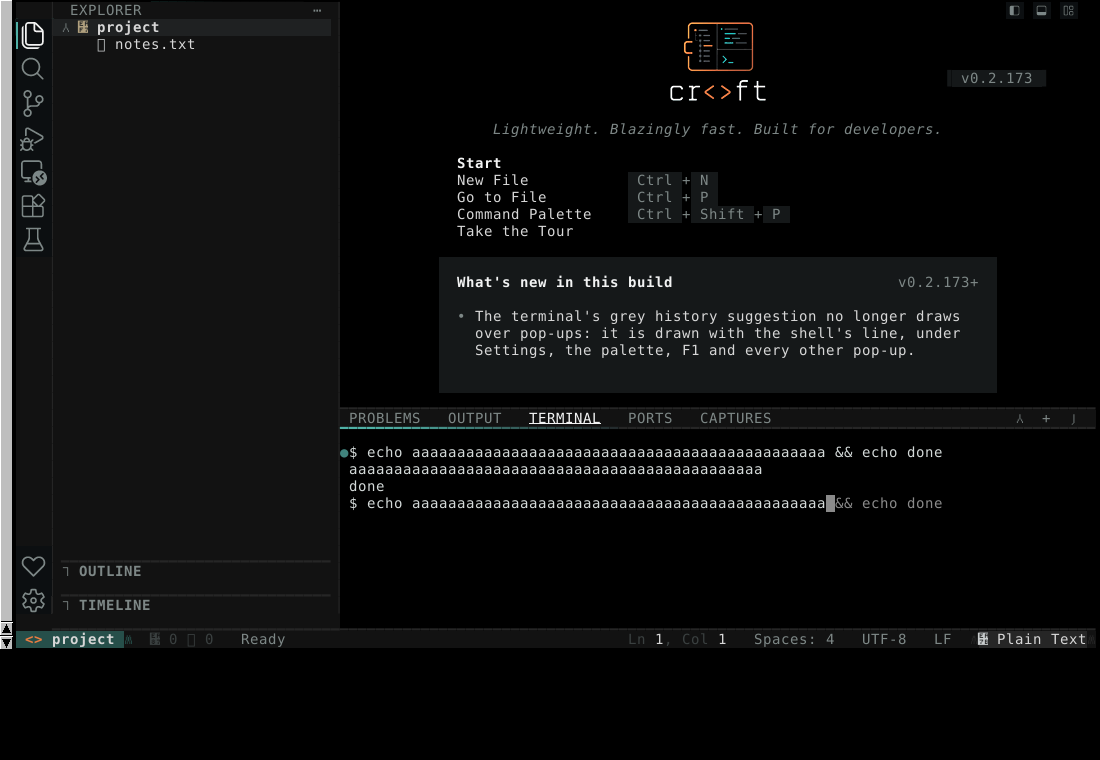 EXPLORER
project
notes.txt
cr<>ft
v0.2.173
Lightweight. Blazingly fast. Built for developers.
Start
New File Ctrl + N
Go to File Ctrl + P
Command Palette Ctrl + Shift + P
Take the Tour
What's new in this build v0.2.173+
• The terminal's grey history suggestion no longer draws
over pop-ups: it is drawn with the shell's line, under
Settings, the palette, F1 and every other pop-up.
PROBLEMS OUTPUT TERMINAL PORTS CAPTURES
$ echo aaaaaaaaaaaaaaaaaaaaaaaaaaaaaaaaaaaaaaaaaaaaaa && echo done
aaaaaaaaaaaaaaaaaaaaaaaaaaaaaaaaaaaaaaaaaaaaaa
done
$ echo aaaaaaaaaaaaaaaaaaaaaaaaaaaaaaaaaaaaaaaaaaaaaa && echo done
OUTLINE
TIMELINE
<> project 0 0 Ready Ln 1, Col 1 Spaces: 4 UTF-8 LF Plain Text